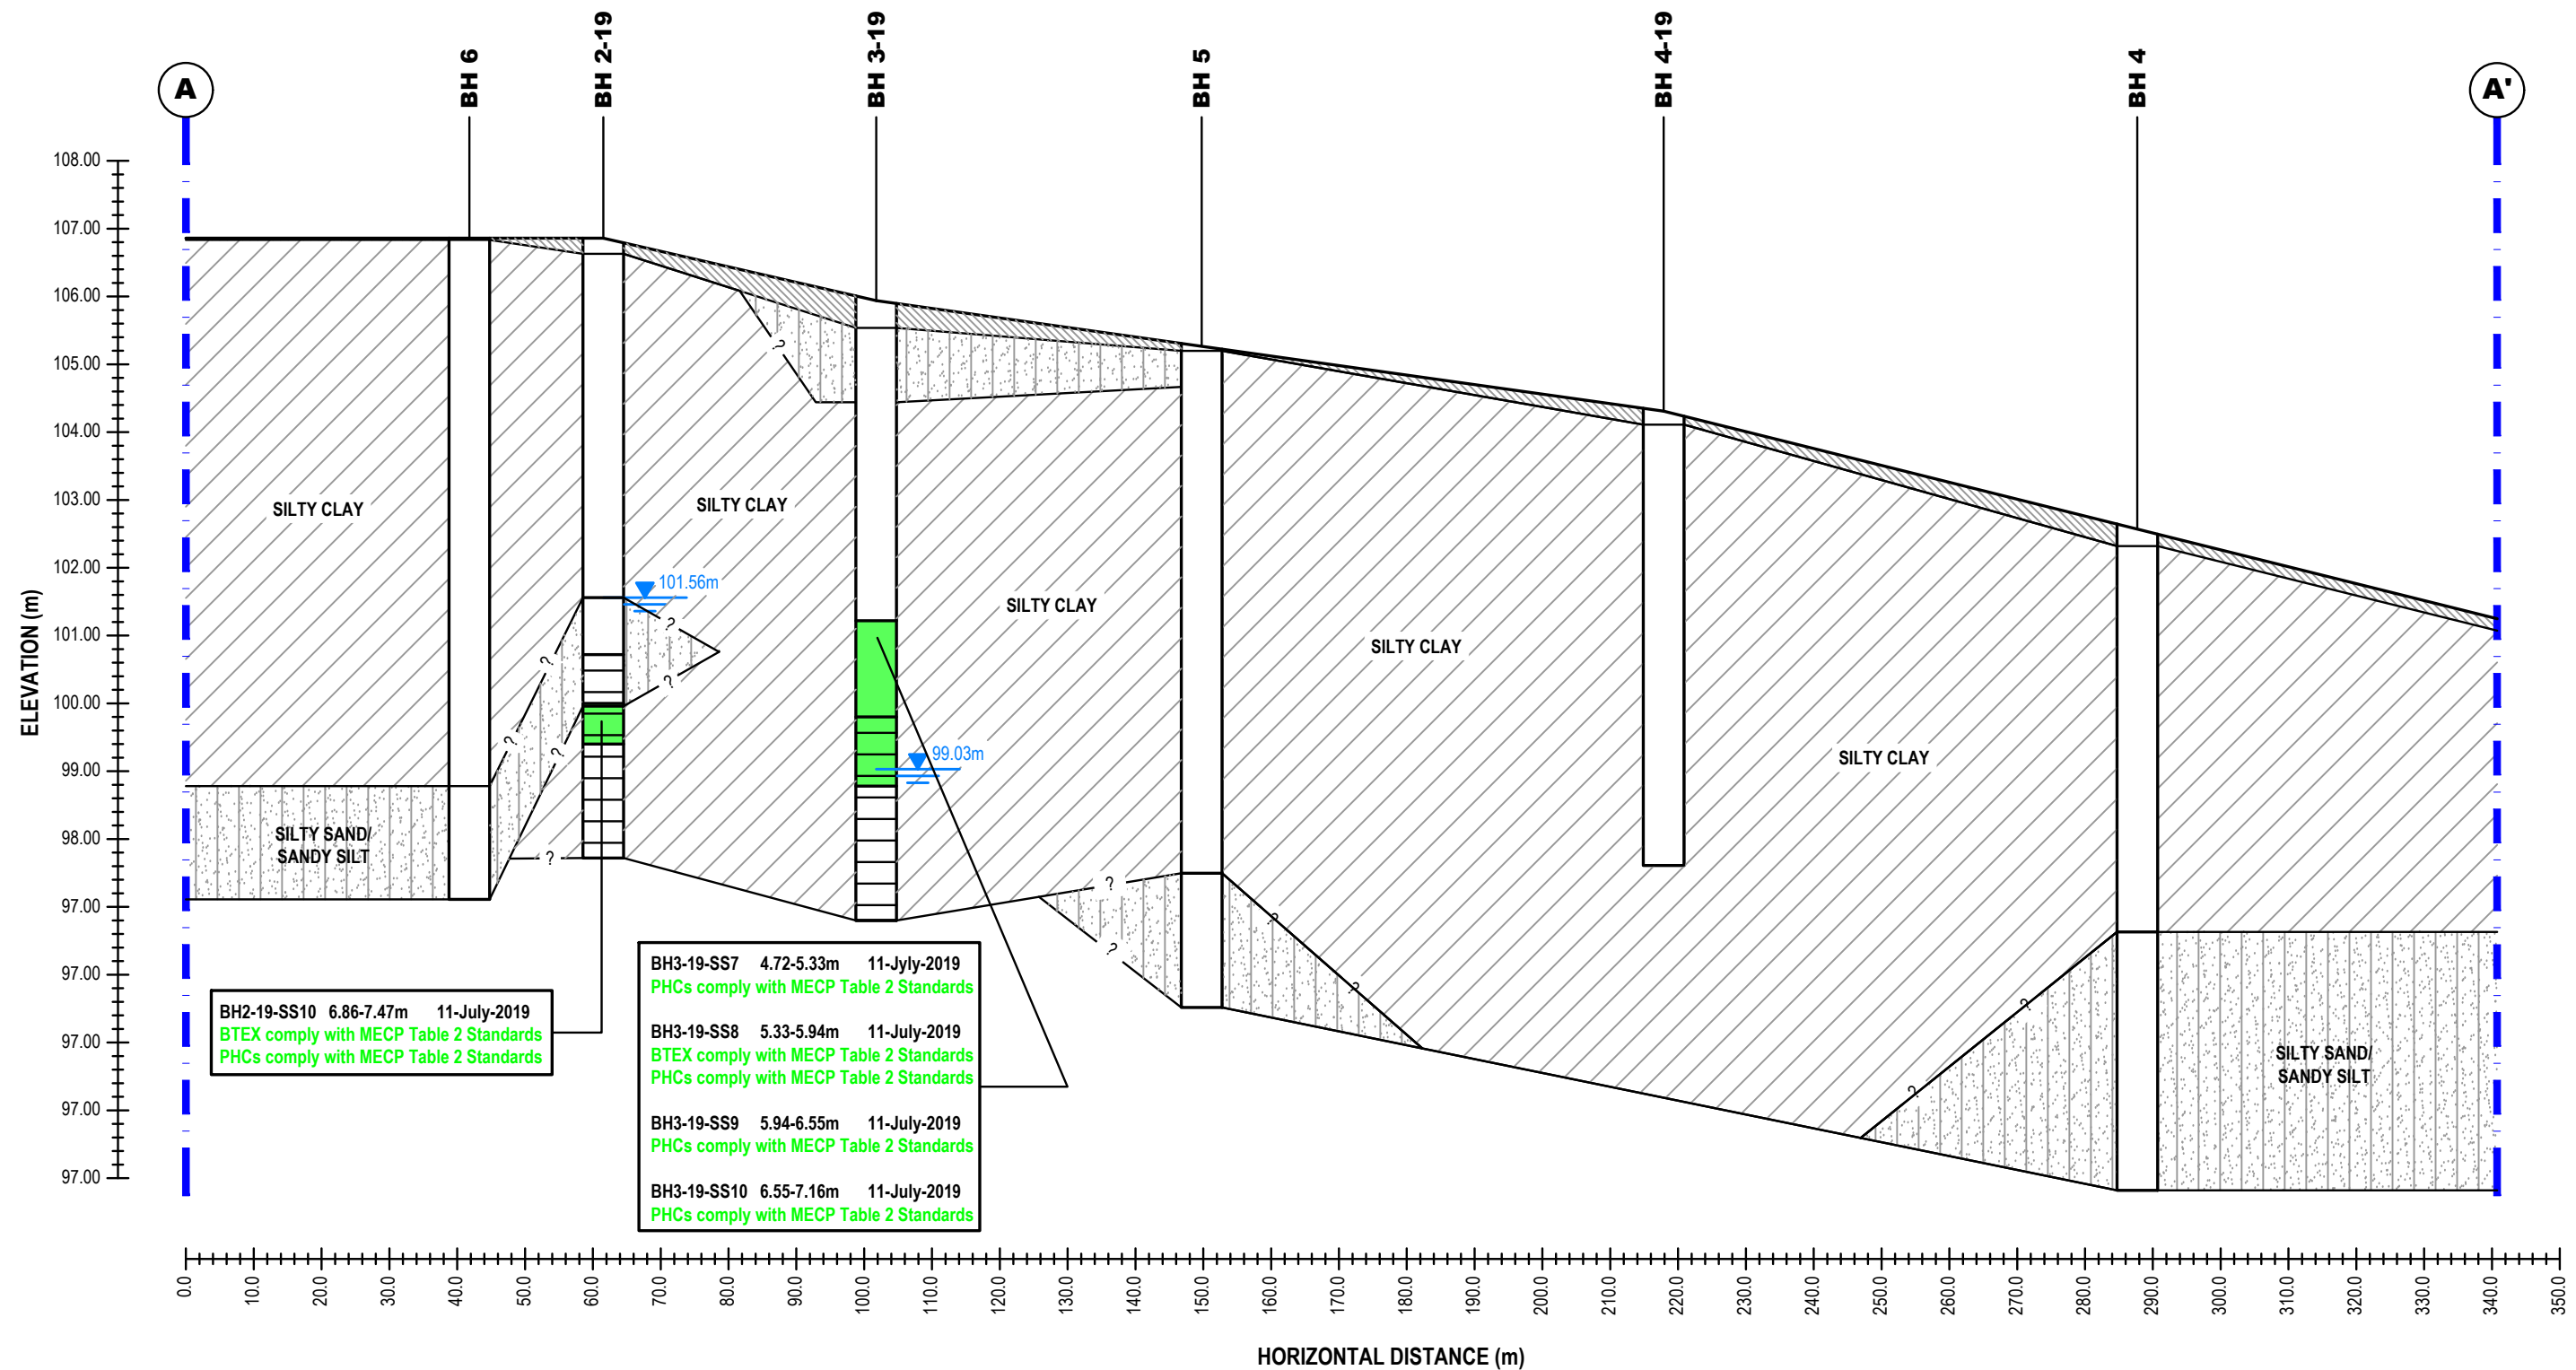 A
BH 6
BH 2-19
BH 3-19
BH 5
BH 4-19
BH 4
A'
ELEVATION (m)
108.00
107.00
106.00
105.00
104.00
103.00
102.00
101.00
100.00
99.00
98.00
97.00
97.00
97.00
97.00
97.00
SILTY CLAY
SILTY CLAY
SILTY CLAY
SILTY CLAY
SILTY CLAY
SILTY SAND/
SANDY SILT
SILTY SAND/
SANDY SILT
101.56m
99.03m
?
?
?
?
?
?
?
?
?
?
?
?
?
?
BH2-19-SS10 6.86-7.47m 11-July-2019
BTEX comply with MECP Table 2 Standards
PHCs comply with MECP Table 2 Standards
BH3-19-SS7 4.72-5.33m 11-Jyly-2019
PHCs comply with MECP Table 2 Standards
BH3-19-SS8 5.33-5.94m 11-July-2019
BTEX comply with MECP Table 2 Standards
PHCs comply with MECP Table 2 Standards
BH3-19-SS9 5.94-6.55m 11-July-2019
PHCs comply with MECP Table 2 Standards
BH3-19-SS10 6.55-7.16m 11-July-2019
PHCs comply with MECP Table 2 Standards
0.0
10.0
20.0
30.0
40.0
50.0
60.0
70.0
80.0
90.0
100.0
110.0
120.0
130.0
140.0
150.0
160.0
170.0
180.0
190.0
200.0
210.0
220.0
230.0
240.0
250.0
260.0
270.0
280.0
290.0
300.0
310.0
320.0
330.0
340.0
350.0
HORIZONTAL DISTANCE (m)